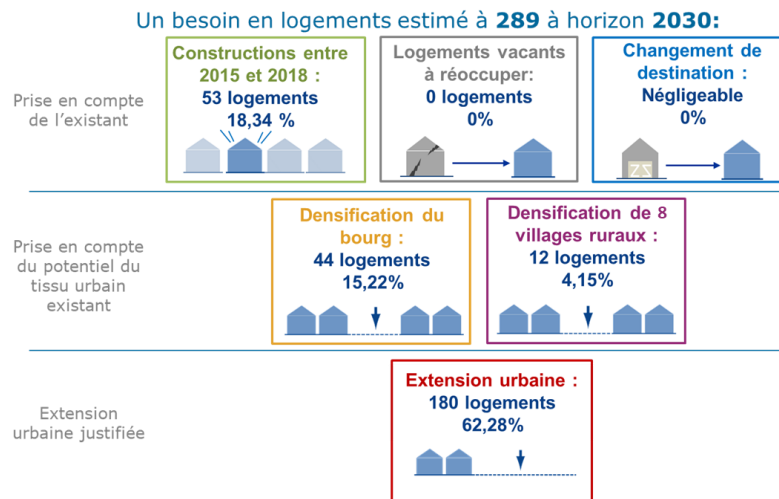 Un besoin en logements estimé à 289 à horizon 2030:
Prise en compte
de l'existant
Constructions entre
2015 et 2018 :
53 logements
18,34 %
Logements vacants
à réoccuper:
0 logements
0%
Changement de
destination :
Négligeable
0%
Prise en compte
du potentiel du
tissu urbain
existant
Densification du
bourg :
44 logements
15,22%
Densification de 8
villages ruraux :
12 logements
4,15%
Extension
urbaine justifiée
Extension urbaine :
180 logements
62,28%